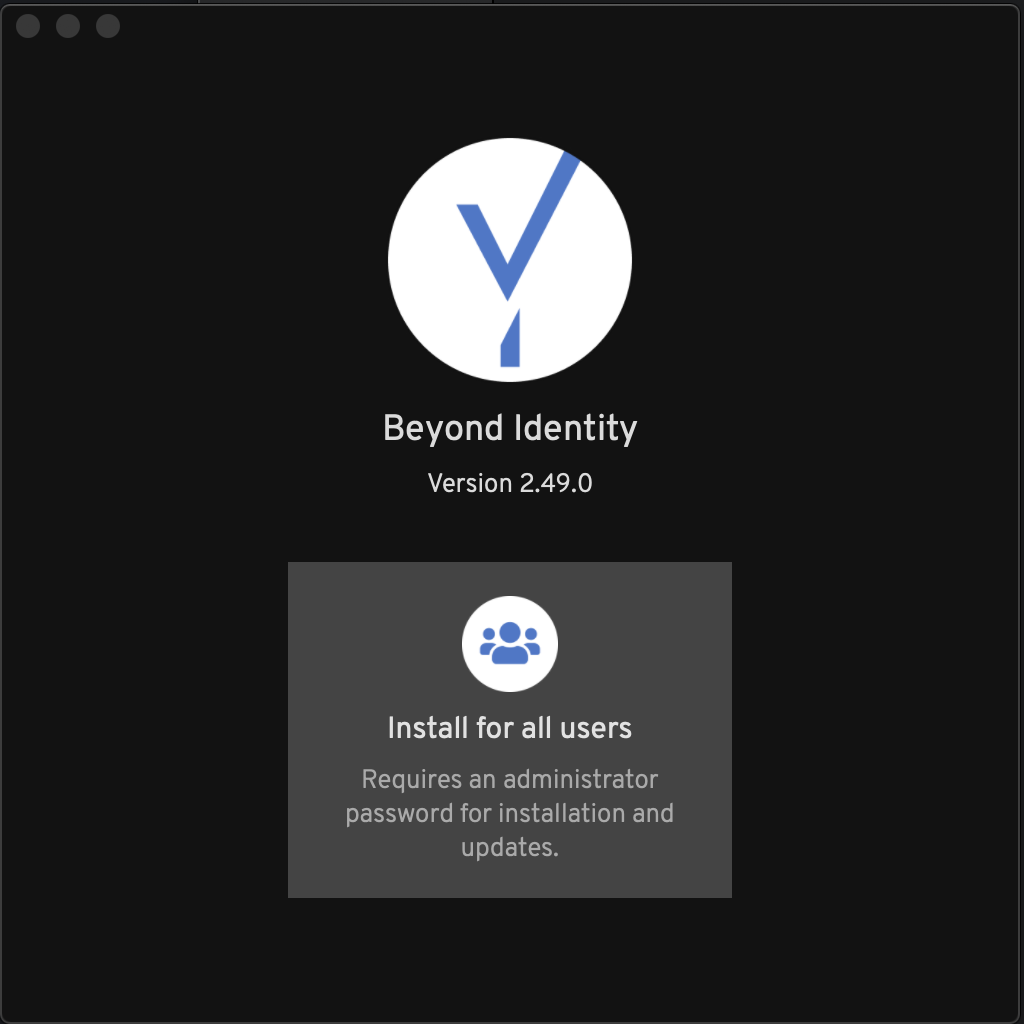 Beyond Identity
Version 2.49.0
Install for all users
Requires an administrator
password for installation and
updates.